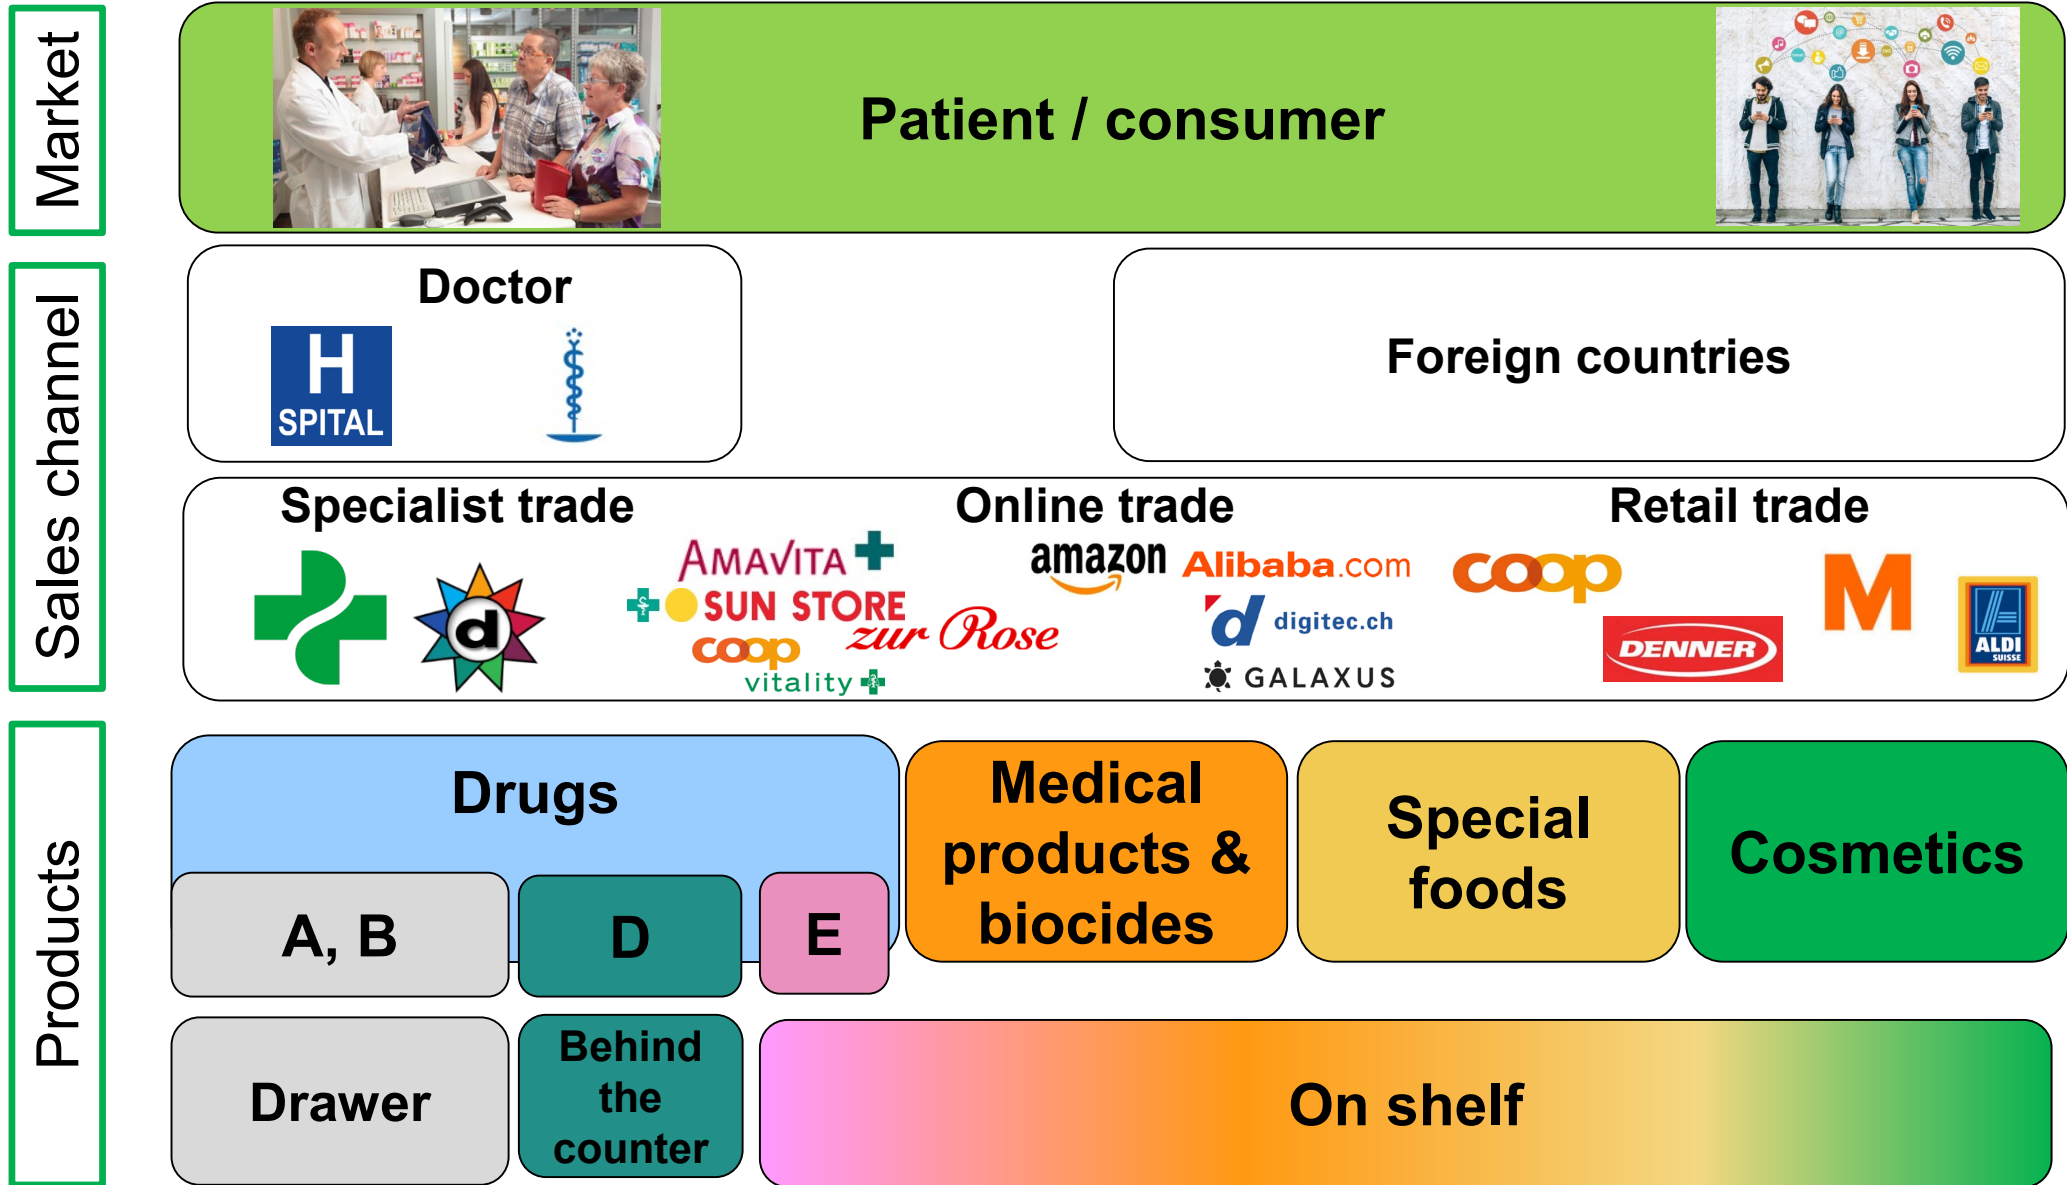 Market
Patient / consumer
Sales channel
Doctor
H
SPITAL
Foreign countries
Specialist trade
Online trade
Retail trade
d
AMAVITA
SUN STORE
coop
vitality
zur Rose
amazon
Alibaba.com
d digitec.ch
GALAXUS
coop
DENNER
M
ALDI
SUISSE
Products
Drugs
A, B
D
E
Medical
products &
biocides
Special
foods
Cosmetics
Drawer
Behind
the
counter
On shelf